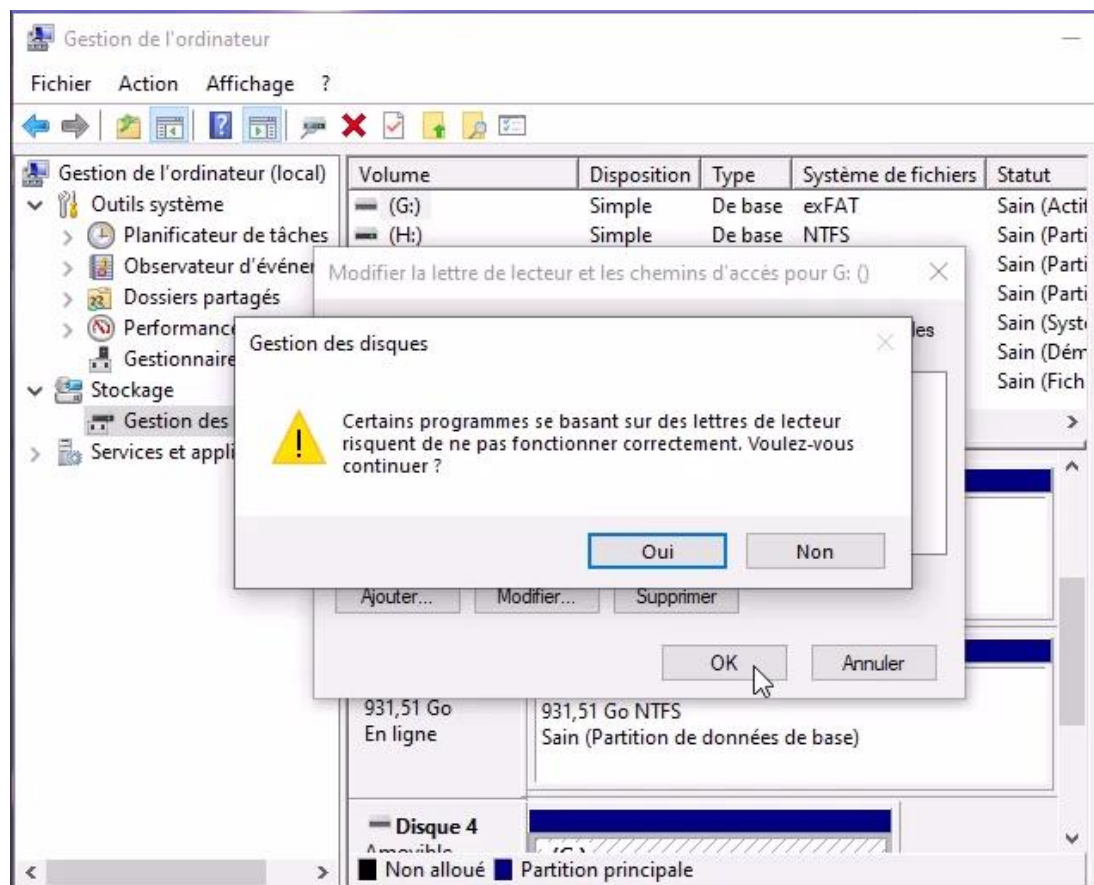 Gestion de l'ordinateur
Fichier Action Affichage ?
Gestion de l'ordinateur (local)
Outils système
Planificateur de tâches
Observateur d'événer
Dossiers partagés
Performance
Gestionnaire
Stockage
Gestion des
Services et appli
Volume Disposition Type Système de fichiers Statut
(G:) Simple De base exFAT Sain (Actif
(H:) Simple De base NTFS Sain (Parti
Sain (Parti
Sain (Parti
Sain (Systè
Sain (Dém
Sain (Fich
Modifier la lettre de lecteur et les chemins d'accès pour G: ()
les
Gestion des disques
Certains programmes se basant sur des lettres de lecteur
risquent de ne pas fonctionner correctement. Voulez-vous
continuer ?
Oui Non
Ajouter... Modifier... Supprimer
OK Annuler
931,51 Go
En ligne
931,51 Go NTFS
Sain (Partition de données de base)
Disque 4
Amovible
(G:)
Non alloué Partition principale